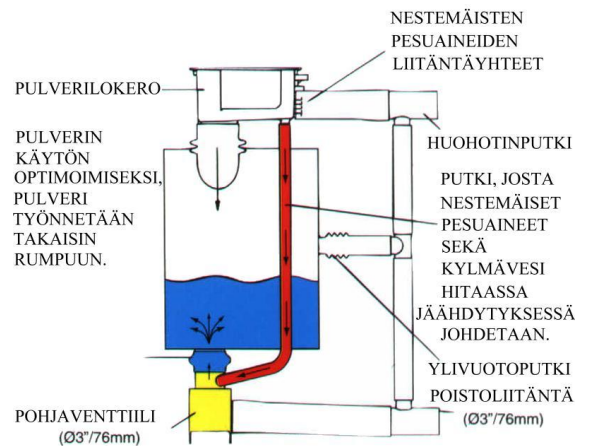 NESTEMÄISTEN
PESUAINEIDEN
LIITÄNTÄYHTEET
PULVERILOKERO
HUOHOTINPUTKI
PULVERIN
KÄYTÖN
OPTIMOIMISEKSI,
PULVERI
TYÖNNETÄÄN
TAKAISIN
RUMPUUN.
PUTKI, JOSTA
NESTEMÄISET
PESUAINEET
SEKÄ
KYLMÄVESI
HITAASSA
JÄÄHDYTYKSESSÄ
JOHDETAAN.
YLIVUOTOPUTKI
POISTOLIITÄNTÄ
(Ø3"/76mm)
POHJAVENTTIILI
(Ø3"/76mm)